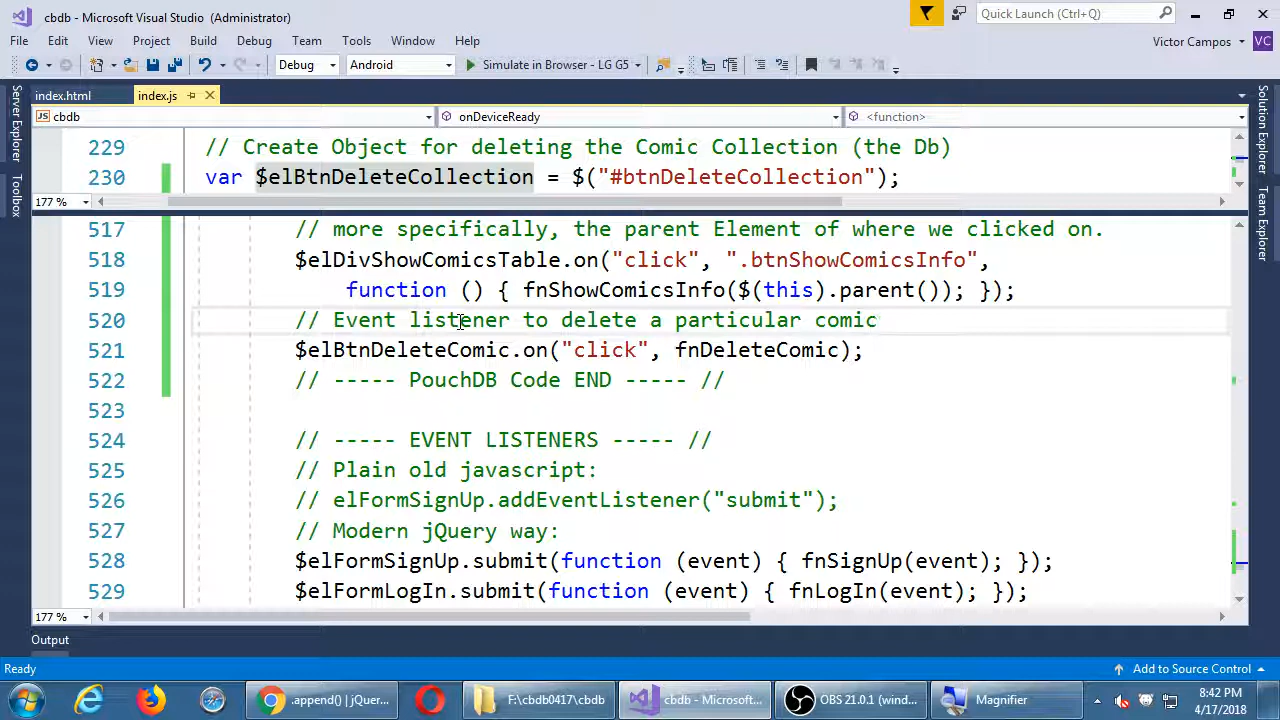 cbdb - Microsoft Visual Studio (Administrator)
Quick Launch (Ctrl+Q)
File Edit View Project Build Debug Team Tools Window Help
Victor Campos VC
Debug Android Simulate in Browser - LG G5
index.html index.js
JS cbdb onDeviceReady <function>
Server Explorer
Toolbox
Solution Explorer
Team Explorer
229 // Create Object for deleting the Comic Collection (the Db)
230 var $elBtnDeleteCollection = $("#btnDeleteCollection");
177 %
517 // more specifically, the parent Element of where we clicked on.
518 $elDivShowComicsTable.on("click", ".btnShowComicsInfo",
519 function () { fnShowComicsInfo($(this).parent()); });
520 // Event listener to delete a particular comic
521 $elBtnDeleteComic.on("click", fnDeleteComic);
522 // ----- PouchDB Code END ----- //
523
524 // ----- EVENT LISTENERS ----- //
525 // Plain old javascript:
526 // elFormSignUp.addEventListener("submit");
527 // Modern jQuery way:
528 $elFormSignUp.submit(function (event) { fnSignUp(event); });
529 $elFormLogIn.submit(function (event) { fnLogIn(event); });
177 %
Output
Ready Add to Source Control
.append() | jQuer... F:\cbdb0417\cbdb cbdb - Microsoft... OBS 21.0.1 (wind... Magnifier
8:42 PM
4/17/2018